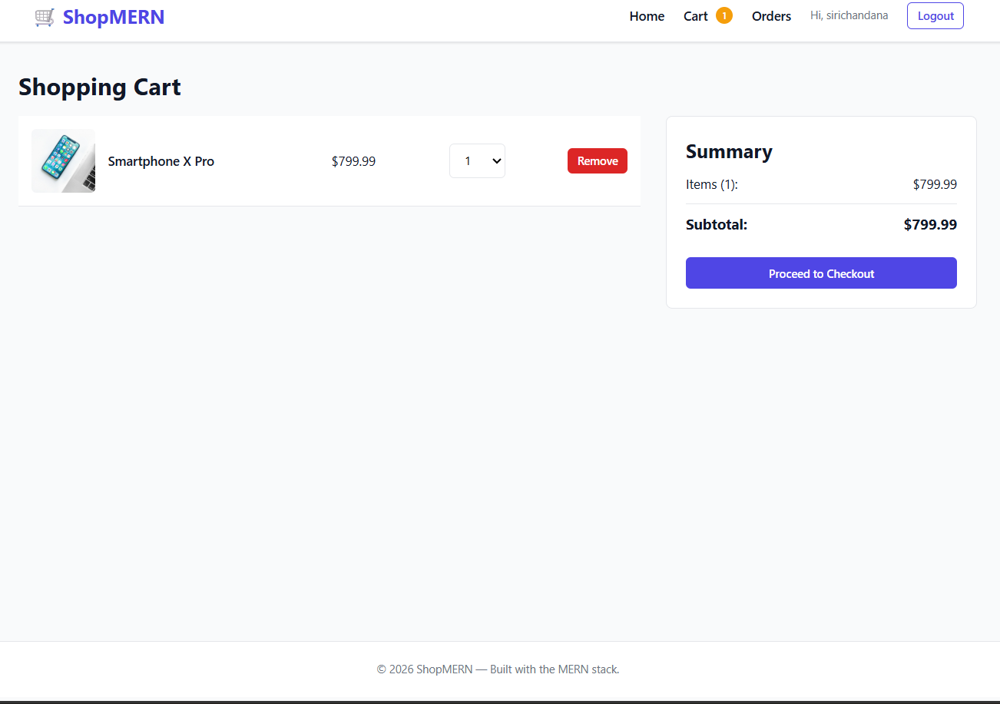 ShopMERN
Home Cart 1 Orders Hi, sirichandana Logout
Shopping Cart
Smartphone X Pro $799.99 1 Remove
Summary
Items (1): $799.99
Subtotal: $799.99
Proceed to Checkout
© 2026 ShopMERN — Built with the MERN stack.